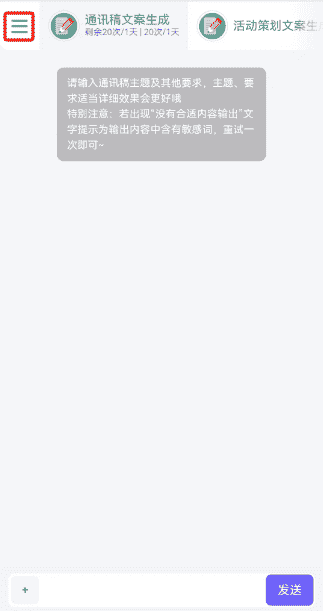 通讯稿文案生成
剩余20次/1天 | 20次/1天
活动策划文案生
请输入通讯稿主题及其他要求，主题、要
求适当详细效果会更好哦
特别注意：若出现“没有合适内容输出”文
字提示为输出内容中含有敏感词，重试一
次即可~
+
发送